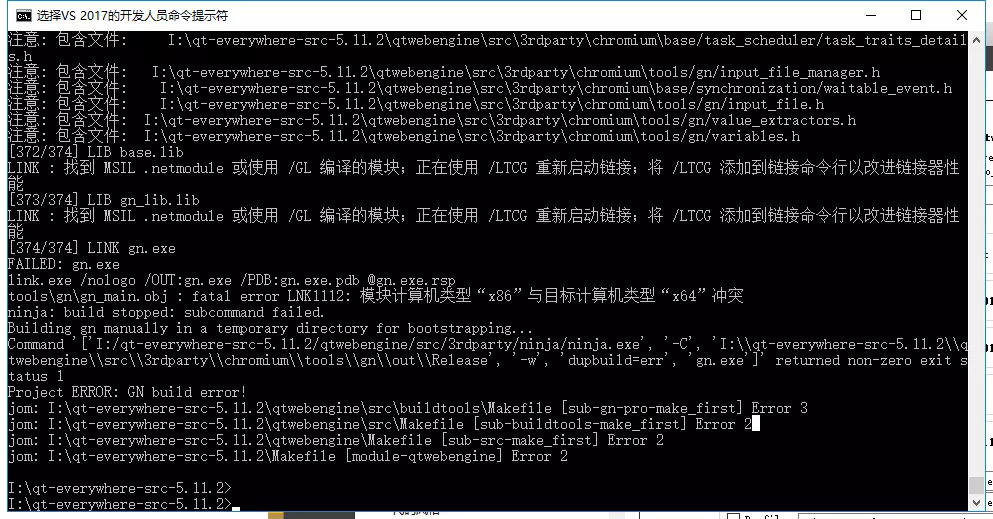 选择VS 2017的开发人员命令提示符
注意: 包含文件:     I:\qt-everywhere-src-5.11.2\qtwebengine\src\3rdparty\chromium\base/task_scheduler/task_traits_detail
s.h
注意: 包含文件:   I:\qt-everywhere-src-5.11.2\qtwebengine\src\3rdparty\chromium\tools/gn/input_file_manager.h
注意: 包含文件:    I:\qt-everywhere-src-5.11.2\qtwebengine\src\3rdparty\chromium\base/synchronization/waitable_event.h
注意: 包含文件:    I:\qt-everywhere-src-5.11.2\qtwebengine\src\3rdparty\chromium\tools/gn/input_file.h
注意: 包含文件:  I:\qt-everywhere-src-5.11.2\qtwebengine\src\3rdparty\chromium\tools/gn/value_extractors.h
注意: 包含文件:  I:\qt-everywhere-src-5.11.2\qtwebengine\src\3rdparty\chromium\tools/gn/variables.h
[372/374] LIB base.lib
LINK : 找到 MSIL .netmodule 或使用 /GL 编译的模块；正在使用 /LTCG 重新启动链接；将 /LTCG 添加到链接命令行以改进链接器性
能
[373/374] LIB gn_lib.lib
LINK : 找到 MSIL .netmodule 或使用 /GL 编译的模块；正在使用 /LTCG 重新启动链接；将 /LTCG 添加到链接命令行以改进链接器性
能
[374/374] LINK gn.exe
FAILED: gn.exe
link.exe /nologo /OUT:gn.exe /PDB:gn.exe.pdb @gn.exe.rsp
tools\gn\gn_main.obj : fatal error LNK1112: 模块计算机类型“x86”与目标计算机类型“x64”冲突
ninja: build stopped: subcommand failed.
Building gn manually in a temporary directory for bootstrapping...
Command '['I:/qt-everywhere-src-5.11.2/qtwebengine/src/3rdparty/ninja/ninja.exe', '-C', 'I:\\qt-everywhere-src-5.11.2\\q
twebengine\\src\\3rdparty\\chromium\\tools\\gn\\out\\Release', '-w', 'dupbuild=err', 'gn.exe']' returned non-zero exit s
tatus 1
Project ERROR: GN build error!
jom: I:\qt-everywhere-src-5.11.2\qtwebengine\src\buildtools\Makefile [sub-gn-pro-make_first] Error 3
jom: I:\qt-everywhere-src-5.11.2\qtwebengine\src\Makefile [sub-buildtools-make_first] Error 2
jom: I:\qt-everywhere-src-5.11.2\qtwebengine\Makefile [sub-src-make_first] Error 2
jom: I:\qt-everywhere-src-5.11.2\Makefile [module-qtwebengine] Error 2
I:\qt-everywhere-src-5.11.2>
I:\qt-everywhere-src-5.11.2>